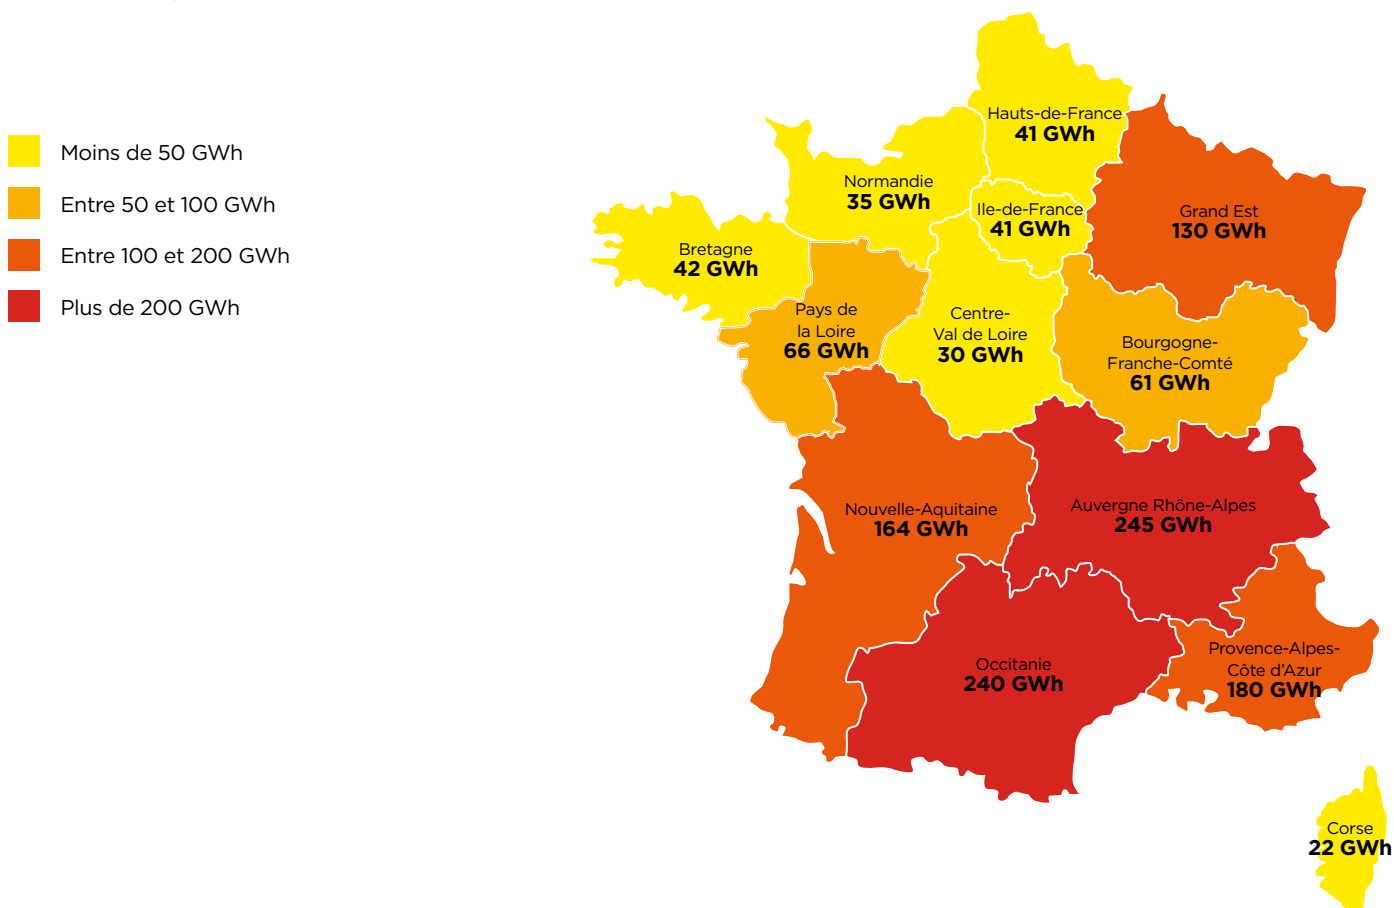 Moins de 50 GWh
Entre 50 et 100 GWh
Entre 100 et 200 GWh
Plus de 200 GWh
Hauts-de-France
41 GWh
Normandie
35 GWh
Ile-de-France
41 GWh
Grand Est
130 GWh
Bretagne
42 GWh
Pays de
la Loire
66 GWh
Centre-
Val de Loire
30 GWh
Bourgogne-
Franche-Comté
61 GWh
Nouvelle-Aquitaine
164 GWh
Auvergne Rhône-Alpes
245 GWh
Occitanie
240 GWh
Provence-Alpes-
Côte d'Azur
180 GWh
Corse
22 GWh